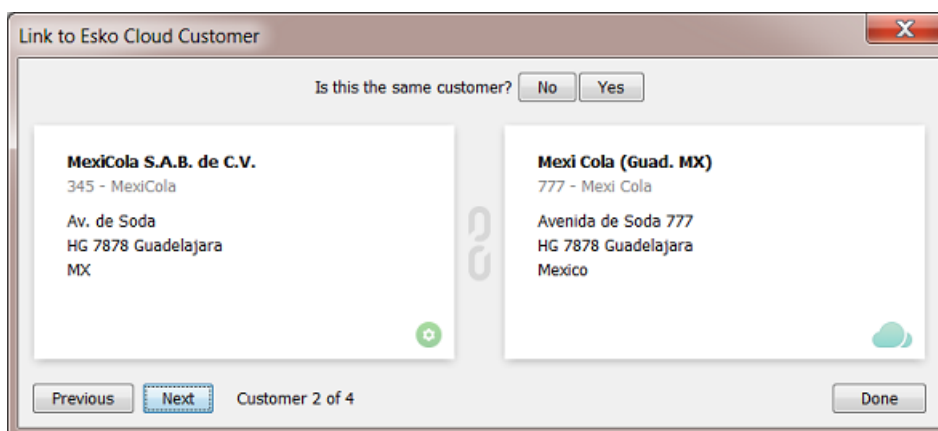 Link to Esko Cloud Customer
X
Is this the same customer? No Yes
MexiCola S.A.B. de C.V.
345 - MexiCola
Av. de Soda
HG 7878 Guadelajara
MX
Mexi Cola (Guad. MX)
777 - Mexi Cola
Avenida de Soda 777
HG 7878 Guadelajara
Mexico
Previous Next Customer 2 of 4 Done